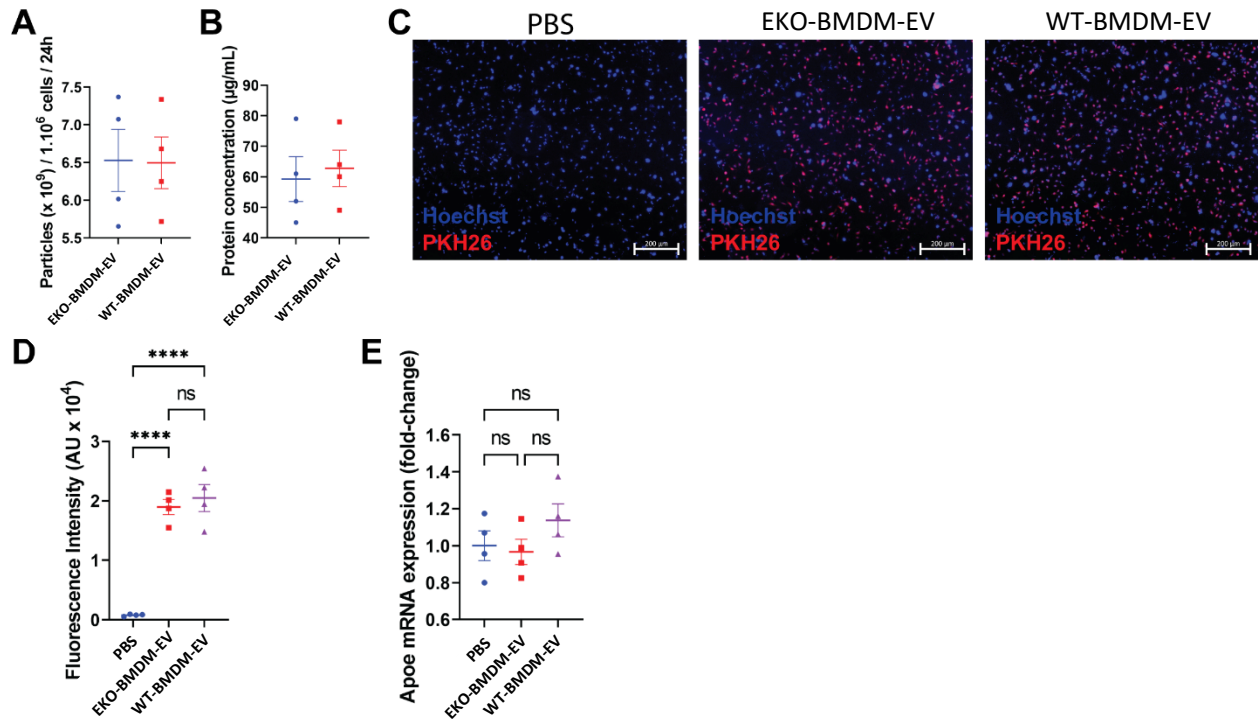 A
Particles (x 10⁹) / 1.10⁶ cells / 24h
7.5
7.0
6.5
6.0
5.5
EKO-BMDM-EV
WT-BMDM-EV
B
Protein concentration (µg/mL)
90
80
70
60
50
40
EKO-BMDM-EV
WT-BMDM-EV
C
PBS
EKO-BMDM-EV
WT-BMDM-EV
Hoechst
PKH26
200 µm
Hoechst
PKH26
200 µm
Hoechst
PKH26
200 µm
D
Fluorescence Intensity (AU x 10⁴)
****
ns
****
3
2
1
0
PBS
EKO-BMDM-EV
WT-BMDM-EV
E
Apoe mRNA expression (fold-change)
ns
ns
ns
1.6
1.4
1.2
1.0
0.8
0.6
PBS
EKO-BMDM-EV
WT-BMDM-EV